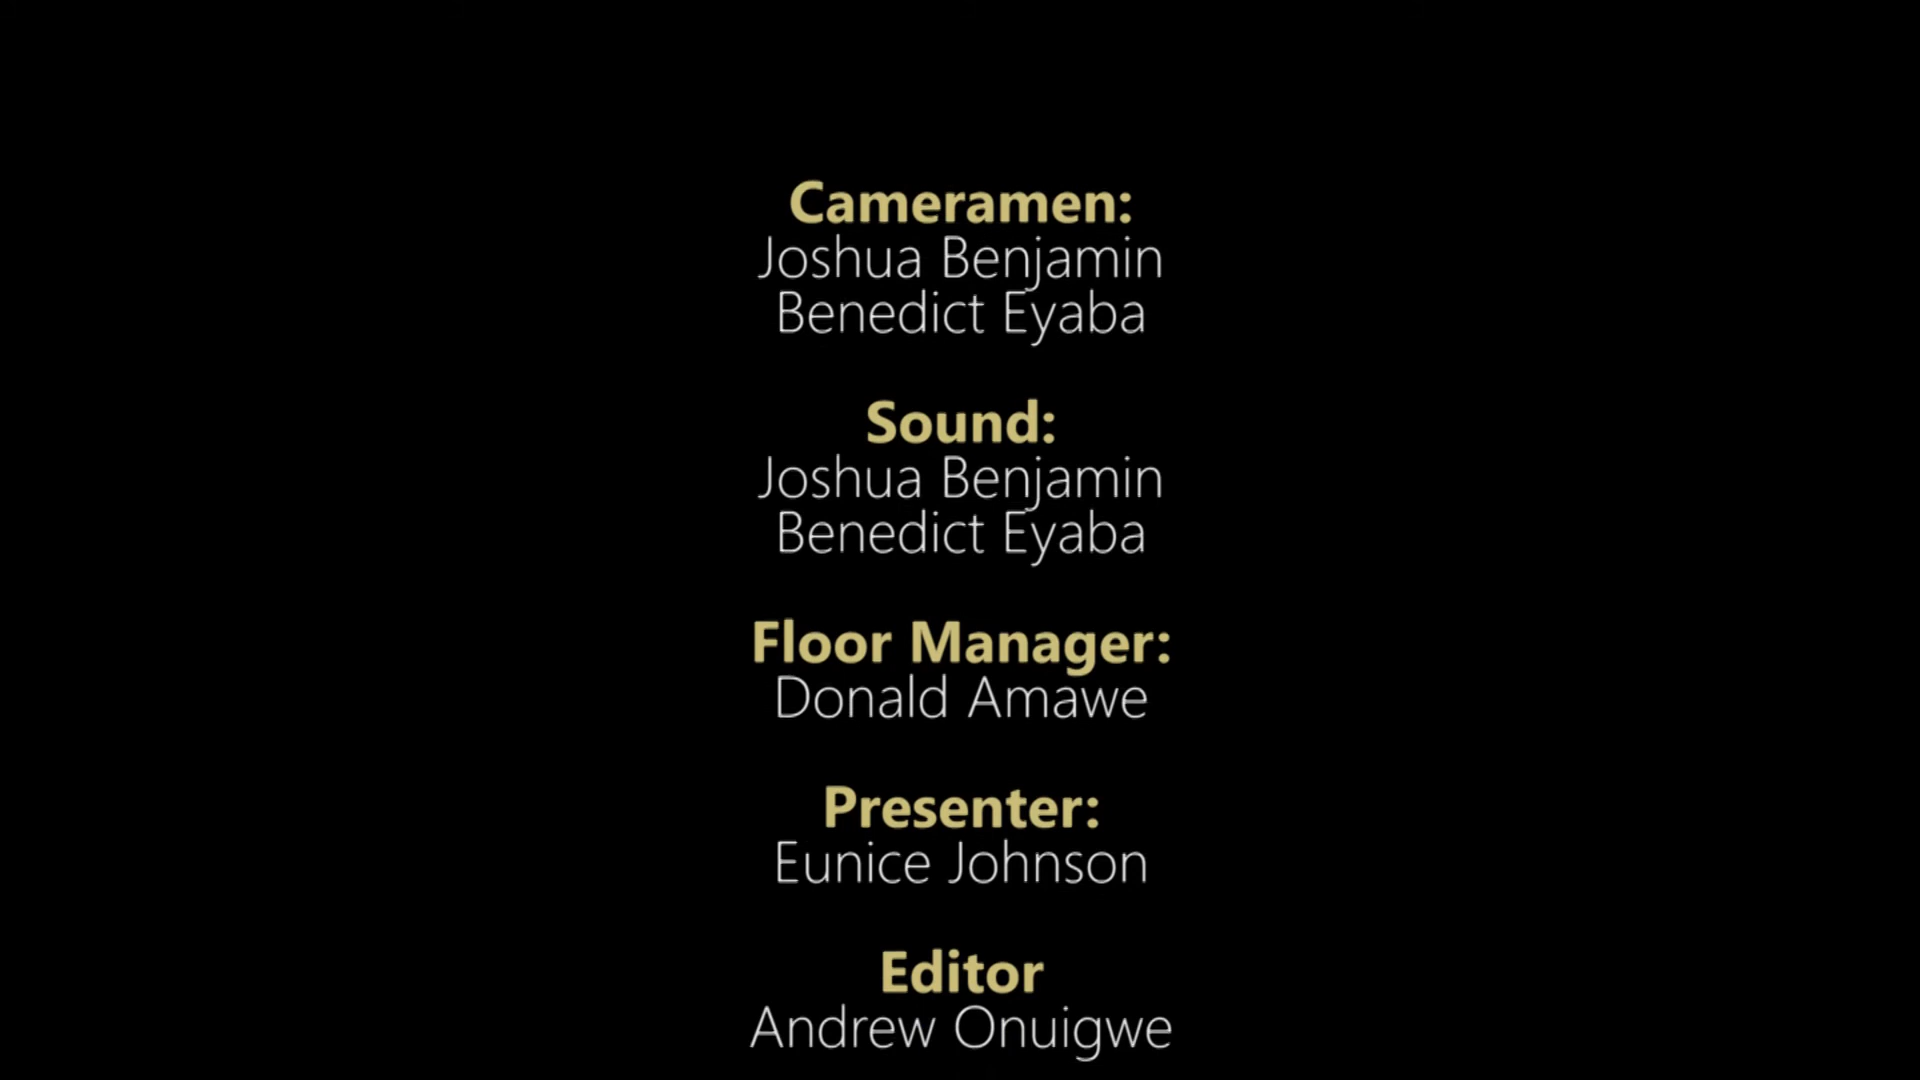 Cameramen:
Joshua Benjamin
Benedict Eyaba
Sound:
Joshua Benjamin
Benedict Eyaba
Floor Manager:
Donald Amawe
Presenter:
Eunice Johnson
Editor
Andrew Onuigwe